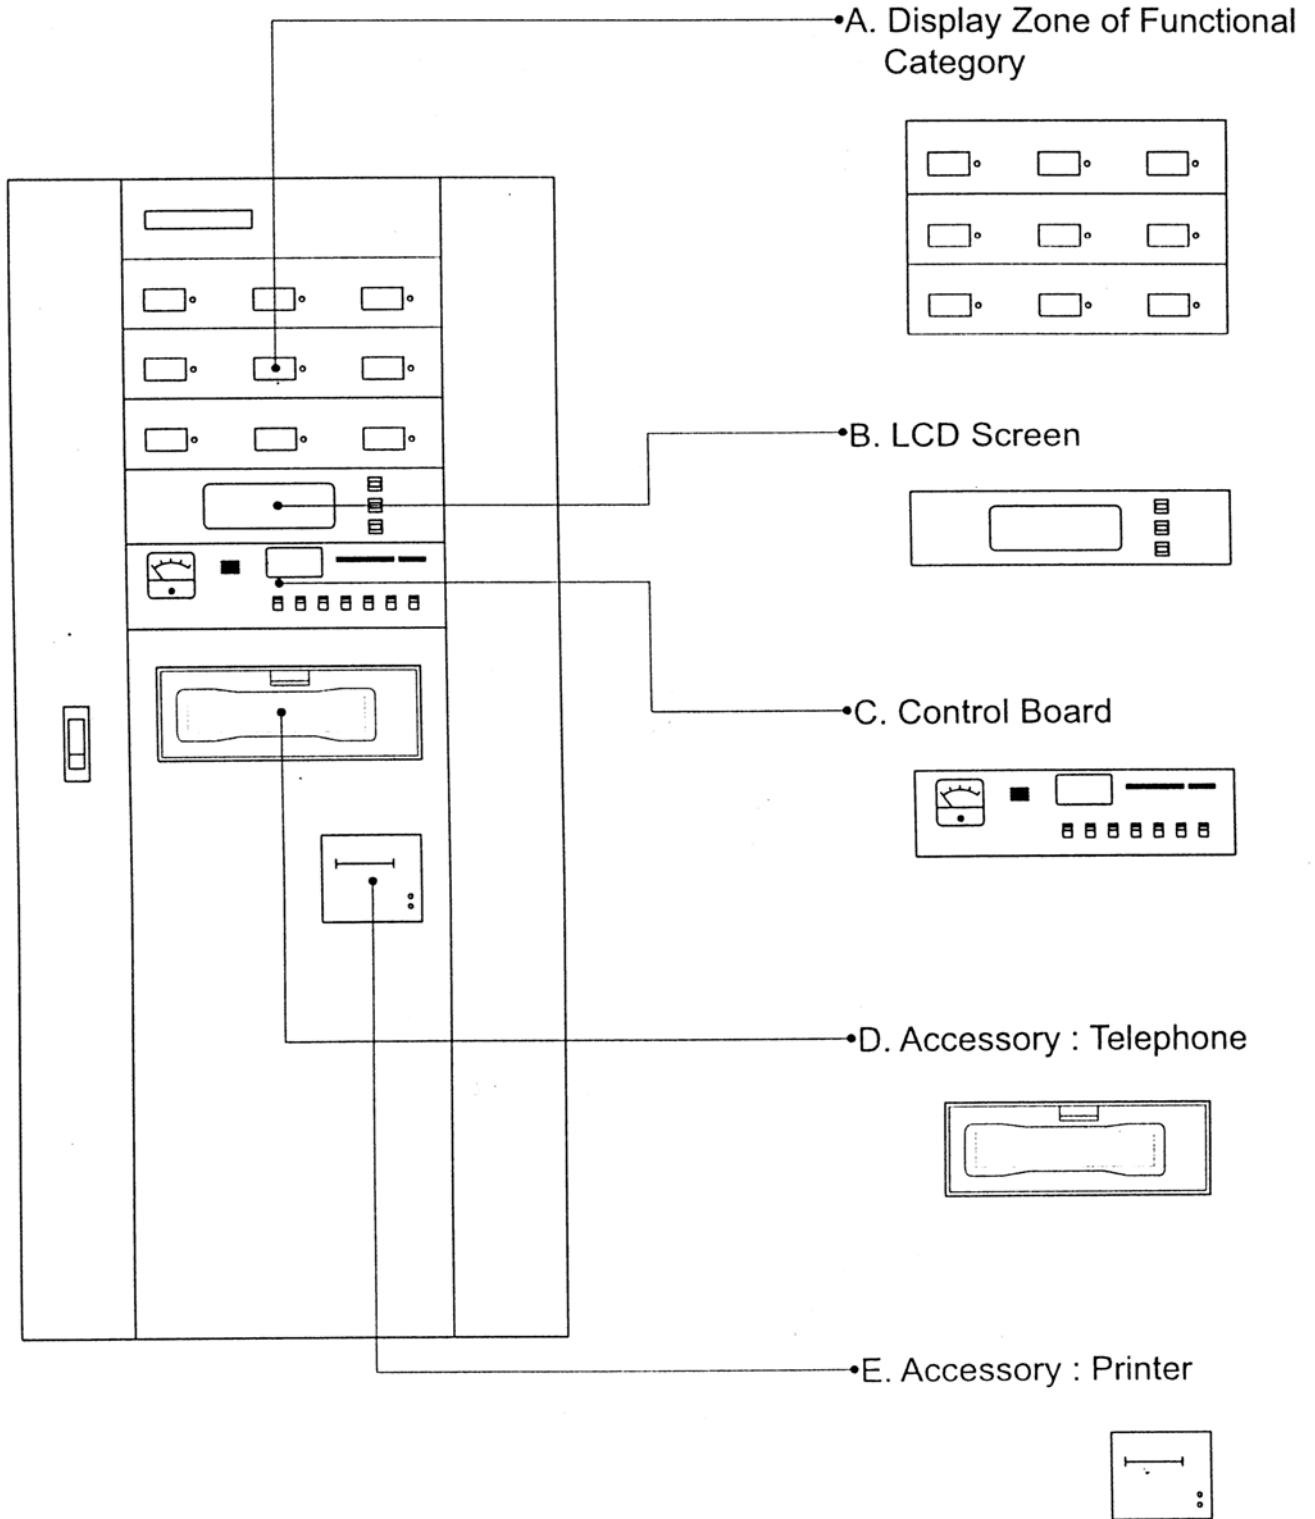 A. Display Zone of Functional
Category
B. LCD Screen
C. Control Board
D. Accessory : Telephone
E. Accessory : Printer